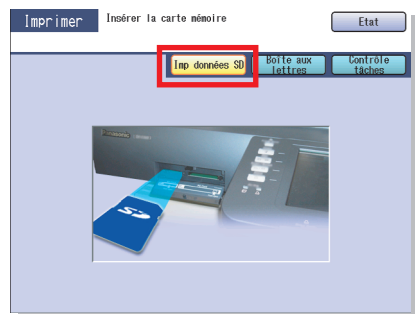 Imprimer
Insérer la carte mémoire
Etat
Imp données SD
Boîte aux
lettres
Contrôle
tâches
SD